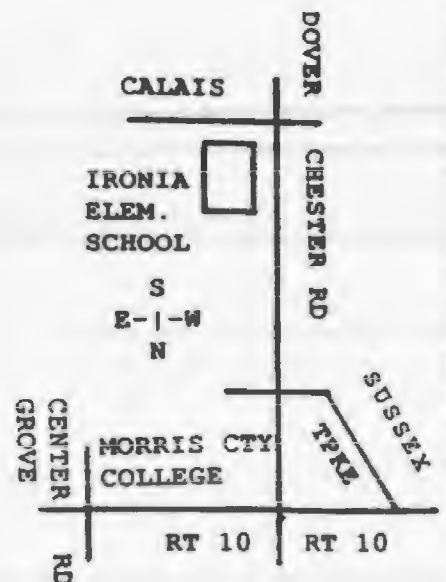 DOVER
CHESTER RD
CALAIS
IRONIA
ELEM.
SCHOOL
S
E-|-W
N
SUSSEX
TPKE
CENTER
GROVE
RD
MORRIS CTY
COLLEGE
RT 10
RT 10